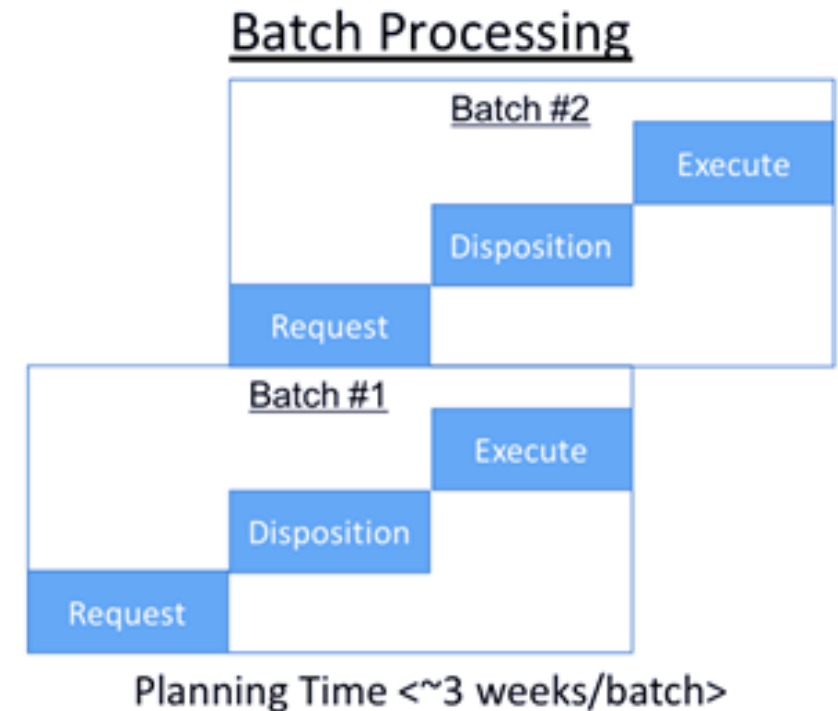 Batch Processing
Batch #2
Execute
Disposition
Request
Batch #1
Execute
Disposition
Request
Planning Time <~3 weeks/batch>